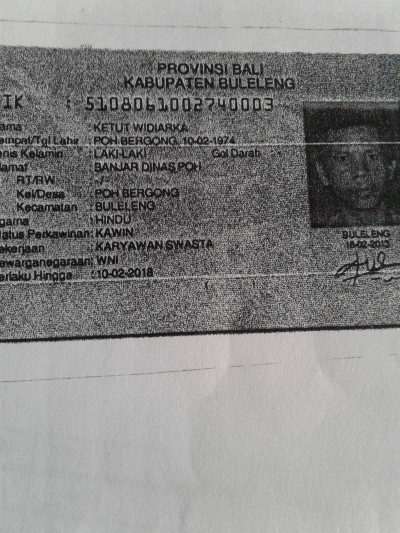 PROVINSI BALI
KABUPATEN BULELENG
IK : 5108061002740003
ama : KETUT WIDIARKA
empat/Tgl Lahir : POH BERGONG, 10-02-1974
enis Kelamin : LAKI-LAKI Gol Darah
lamat : BANJAR DINAS POH
RT/RW : -/-
Kel/Desa : POH BERGONG
Kecamatan : BULELENG
gama : HINDU
tatus Perkawinan: KAWIN
ekerjaan : KARYAWAN SWASTA
ewarganegaraan: WNI
erlaku Hingga : 10-02-2018
BULELENG
18-02-2013